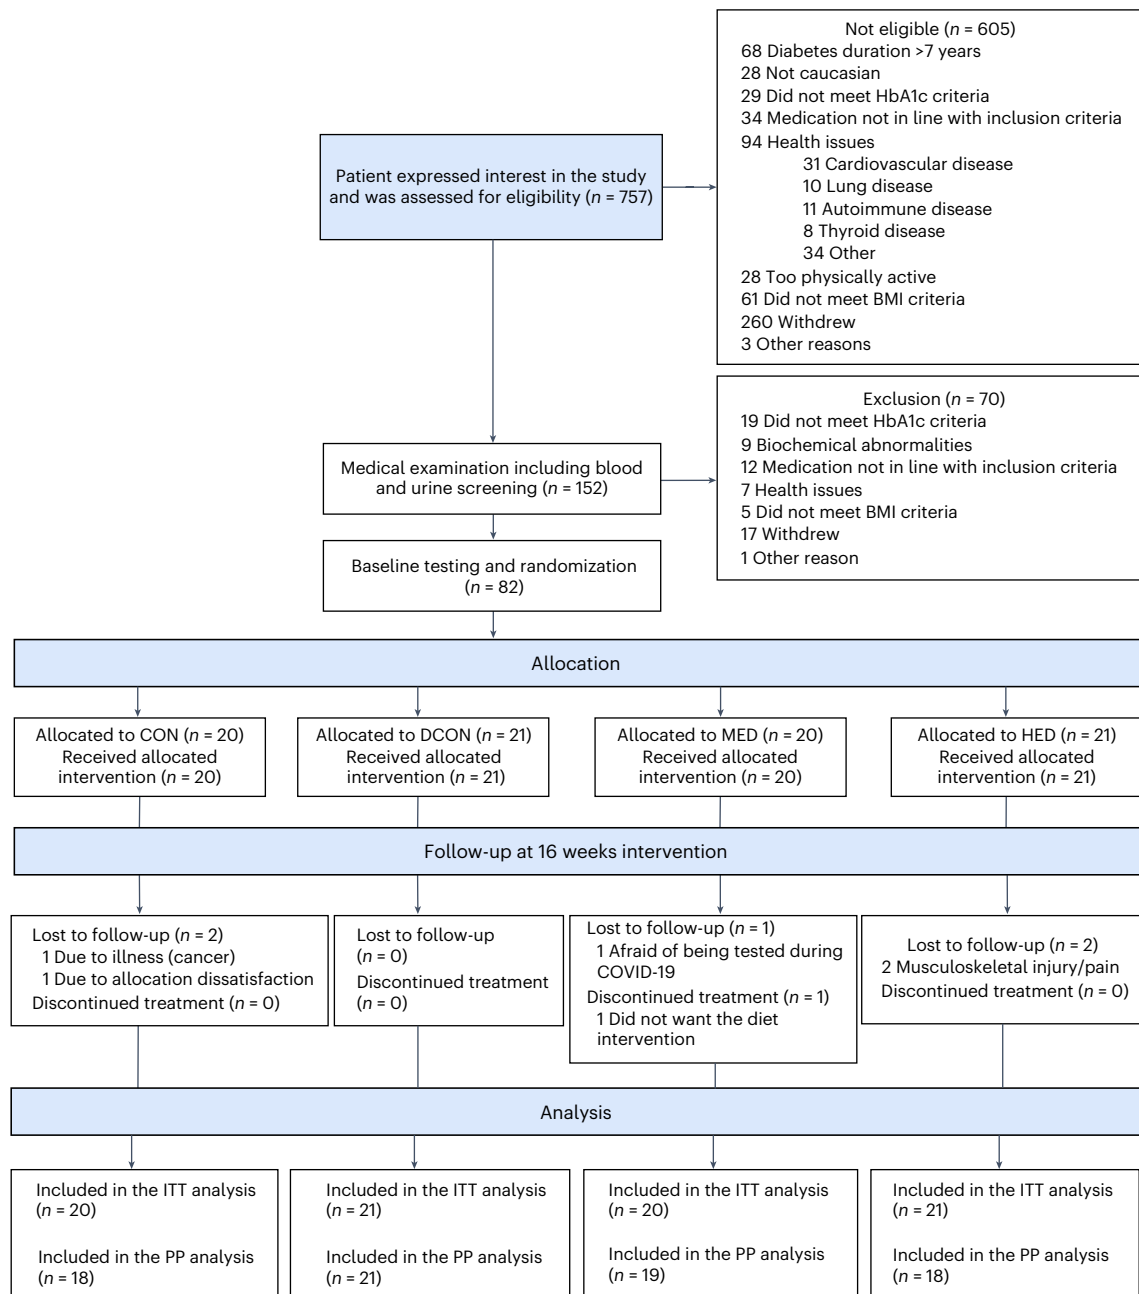 Not eligible (n = 605)
68 Diabetes duration >7 years
28 Not caucasian
29 Did not meet HbA1c criteria
34 Medication not in line with inclusion criteria
94 Health issues
31 Cardiovascular disease
10 Lung disease
11 Autoimmune disease
8 Thyroid disease
34 Other
28 Too physically active
61 Did not meet BMI criteria
260 Withdrew
3 Other reasons
Patient expressed interest in the study
and was assessed for eligibility (n = 757)
Exclusion (n = 70)
19 Did not meet HbA1c criteria
9 Biochemical abnormalities
12 Medication not in line with inclusion criteria
7 Health issues
5 Did not meet BMI criteria
17 Withdrew
1 Other reason
Medical examination including blood
and urine screening (n = 152)
Baseline testing and randomization
(n = 82)
Allocation
Allocated to CON (n = 20)
Received allocated
intervention (n = 20)
Allocated to DCON (n = 21)
Received allocated
intervention (n = 21)
Allocated to MED (n = 20)
Received allocated
intervention (n = 20)
Allocated to HED (n = 21)
Received allocated
intervention (n = 21)
Follow-up at 16 weeks intervention
Lost to follow-up (n = 2)
1 Due to illness (cancer)
1 Due to allocation dissatisfaction
Discontinued treatment (n = 0)
Lost to follow-up
(n = 0)
Discontinued treatment
(n = 0)
Lost to follow-up (n = 1)
1 Afraid of being tested during
COVID-19
Discontinued treatment (n = 1)
1 Did not want the diet
intervention
Lost to follow-up (n = 2)
2 Musculoskeletal injury/pain
Discontinued treatment (n = 0)
Analysis
Included in the ITT analysis
(n = 20)
Included in the PP analysis
(n = 18)
Included in the ITT analysis
(n = 21)
Included in the PP analysis
(n = 21)
Included in the ITT analysis
(n = 20)
Included in the PP analysis
(n = 19)
Included in the ITT analysis
(n = 21)
Included in the PP analysis
(n = 18)